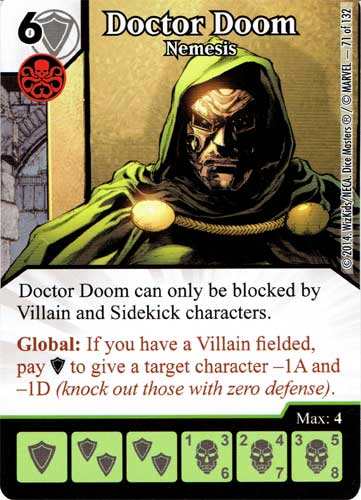 6
Doctor Doom
Nemesis
© 2014, WizKids/NECA. Dice Masters ® / © MARVEL — 71 of 132
Doctor Doom can only be blocked by
Villain and Sidekick characters.
Global: If you have a Villain fielded,
pay to give a target character –1A and
–1D (knock out those with zero defense).
Max: 4
1 3 6
2 4 7
3 5 8